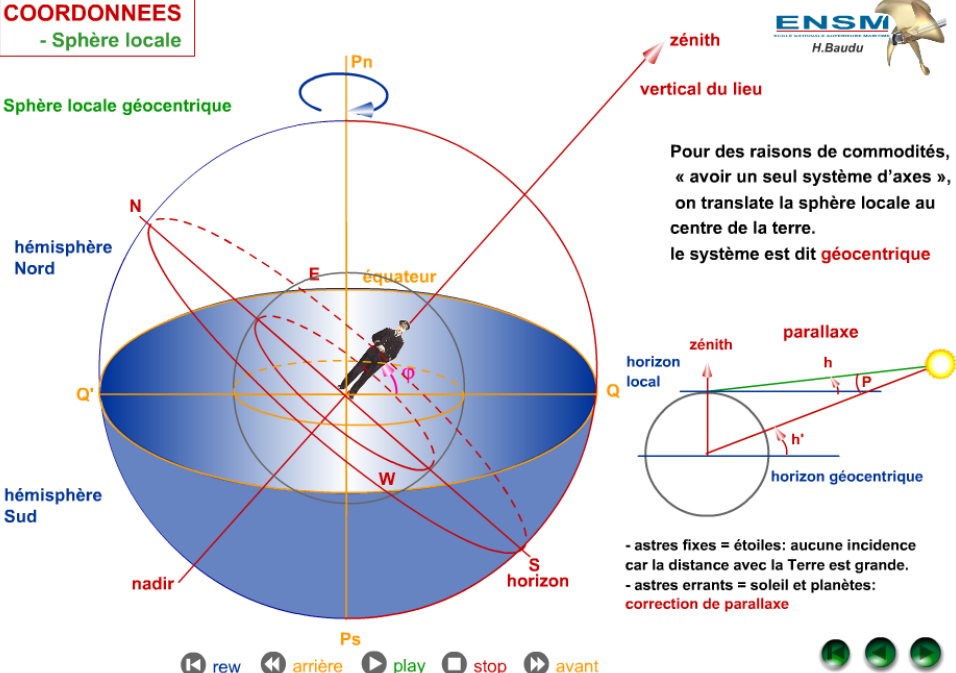 COORDONNEES
- Sphère locale
ENSM
ECOLE NATIONALE SUPERIEURE MARITIME
H.Baudu
Pn
zénith
vertical du lieu
Sphère locale géocentrique
Pour des raisons de commodités,
« avoir un seul système d'axes »,
on translate la sphère locale au
centre de la terre.
le système est dit géocentrique
N
hémisphère
Nord
E
équateur
φ
Q'
Q
W
hémisphère
Sud
S
horizon
nadir
Ps
parallaxe
zénith
horizon
local
h
P
h'
horizon géocentrique
- astres fixes = étoiles: aucune incidence
car la distance avec la Terre est grande.
- astres errants = soleil et planètes:
correction de parallaxe
rew arrière play stop avant